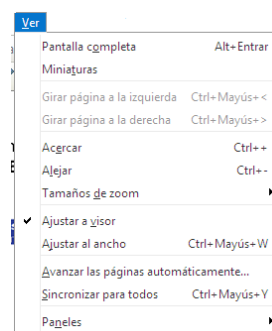 Ver
Pantalla completa Alt+Entrar
Miniaturas
Girar página a la izquierda Ctrl+Mayús+<
Girar página a la derecha Ctrl+Mayús+>
Acercar Ctrl++
Alejar Ctrl+-
Tamaños de zoom
Ajustar a visor
Ajustar al ancho Ctrl+Mayús+W
Avanzar las páginas automáticamente...
Sincronizar para todos Ctrl+Mayús+Y
Paneles